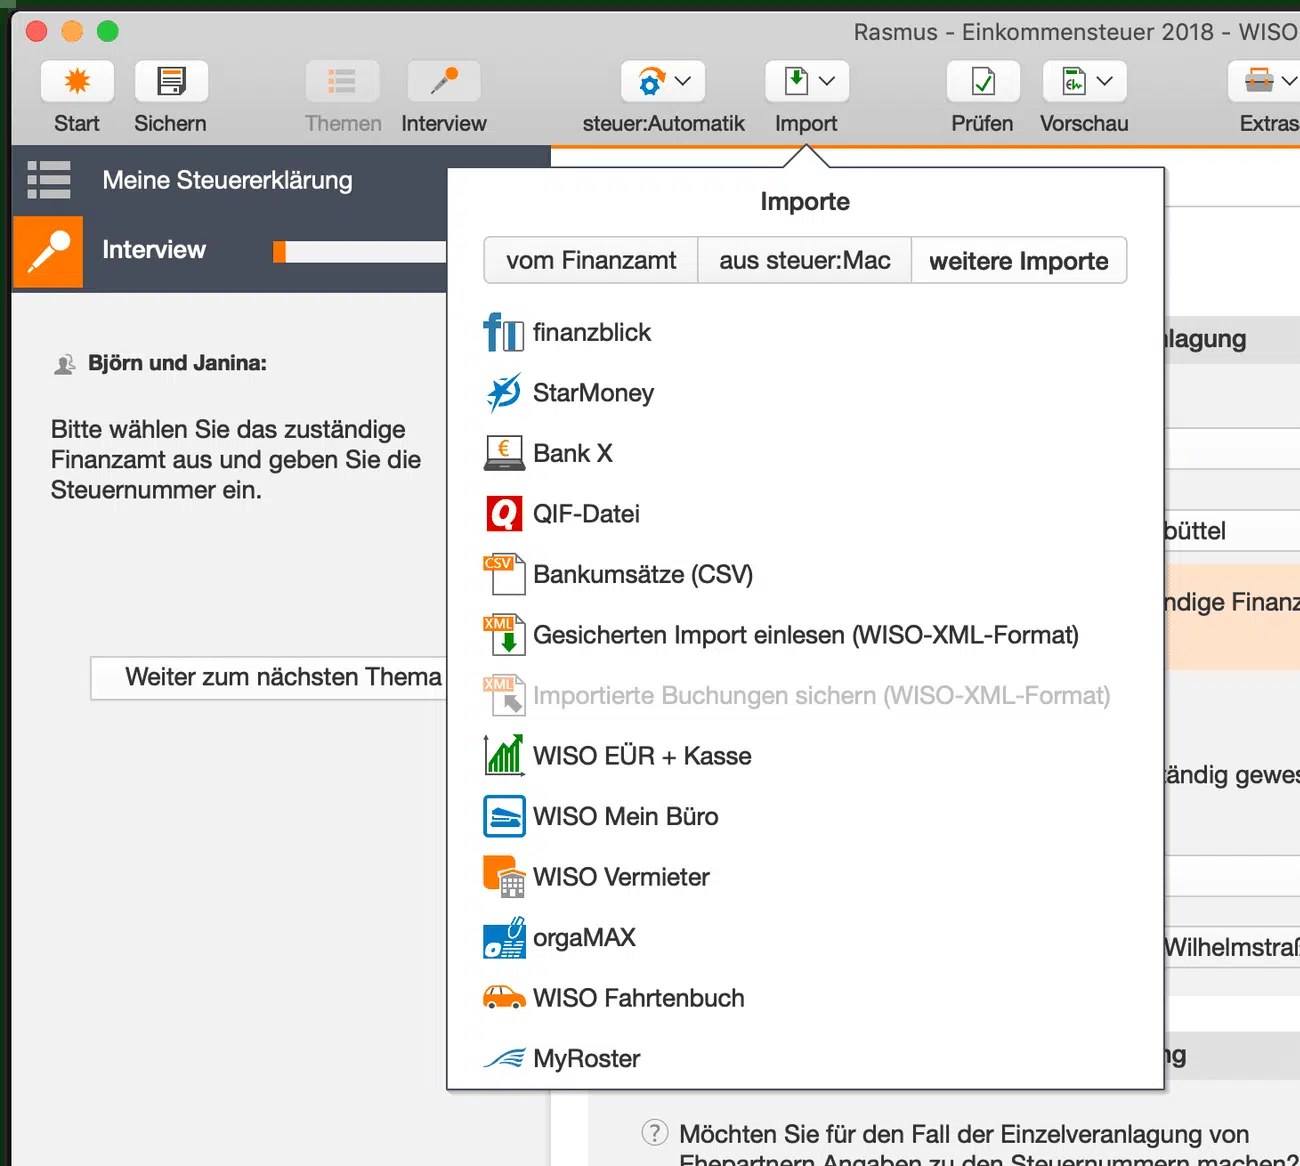 Rasmus - Einkommensteuer 2018 - WISO
Start
Sichern
Themen
Interview
steuer:Automatik
Import
Prüfen
Vorschau
Extras
Meine Steuererklärung
Interview
Björn und Janina:
Bitte wählen Sie das zuständige
Finanzamt aus und geben Sie die
Steuernummer ein.
Weiter zum nächsten Thema
Importe
vom Finanzamt
aus steuer:Mac
weitere Importe
finanzblick
StarMoney
€
Bank X
Q
QIF-Datei
CSV
Bankumsätze (CSV)
XML
Gesicherten Import einlesen (WISO-XML-Format)
XML
Importierte Buchungen sichern (WISO-XML-Format)
WISO EÜR + Kasse
WISO Mein Büro
WISO Vermieter
orgaMAX
WISO Fahrtenbuch
MyRoster
lagung
büttel
ndige Finanz
tändig gewes
Wilhelmstraß
ng
? Möchten Sie für den Fall der Einzelveranlagung von
Ehepartnern Angaben zu den Steuernummern machen?